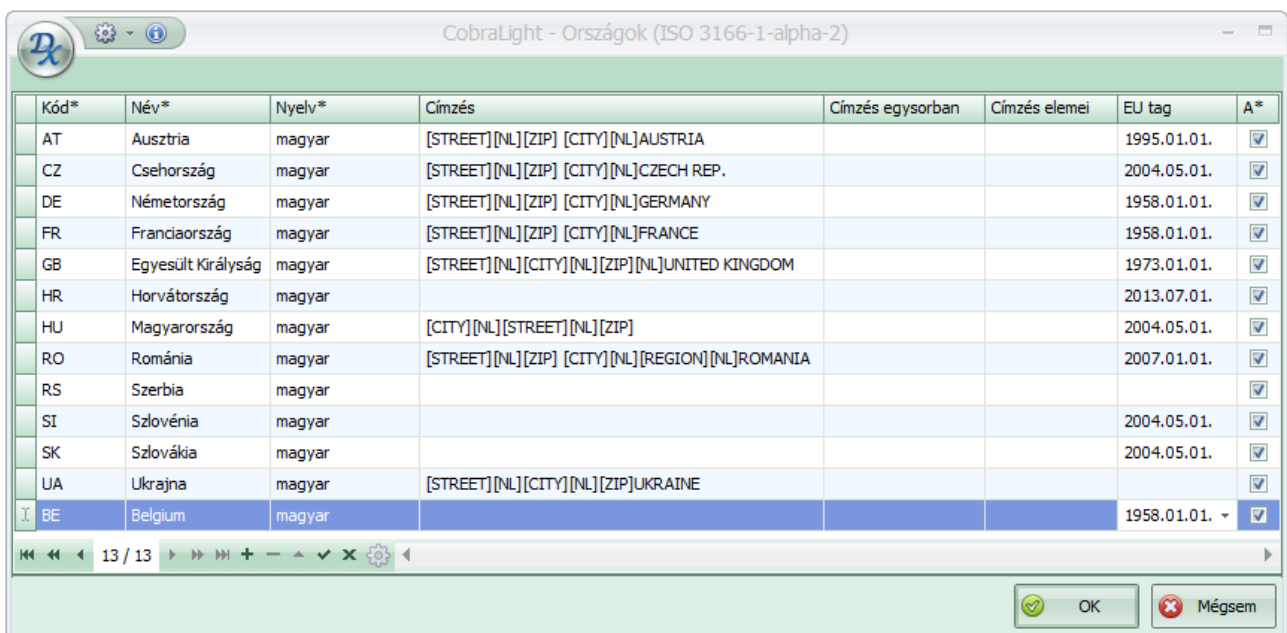 DX CobraLight - Országok (ISO 3166-1-alpha-2)
Kód* Név* Nyelv* Címzés Címzés egysorban Címzés elemei EU tag A*
AT Ausztria magyar [STREET][NL][ZIP] [CITY][NL]AUSTRIA 1995.01.01.
CZ Csehország magyar [STREET][NL][ZIP] [CITY][NL]CZECH REP. 2004.05.01.
DE Németország magyar [STREET][NL][ZIP] [CITY][NL]GERMANY 1958.01.01.
FR Franciaország magyar [STREET][NL][ZIP] [CITY][NL]FRANCE 1958.01.01.
GB Egyesült Királyság magyar [STREET][NL][CITY][NL][ZIP][NL]UNITED KINGDOM 1973.01.01.
HR Horvátország magyar 2013.07.01.
HU Magyarország magyar [CITY][NL][STREET][NL][ZIP] 2004.05.01.
RO Románia magyar [STREET][NL][ZIP] [CITY][NL][REGION][NL]ROMANIA 2007.01.01.
RS Szerbia magyar
SI Szlovénia magyar 2004.05.01.
SK Szlovákia magyar 2004.05.01.
UA Ukrajna magyar [STREET][NL][CITY][NL][ZIP]UKRAINE
BE Belgium magyar 1958.01.01.
13 / 13
OK Mégsem